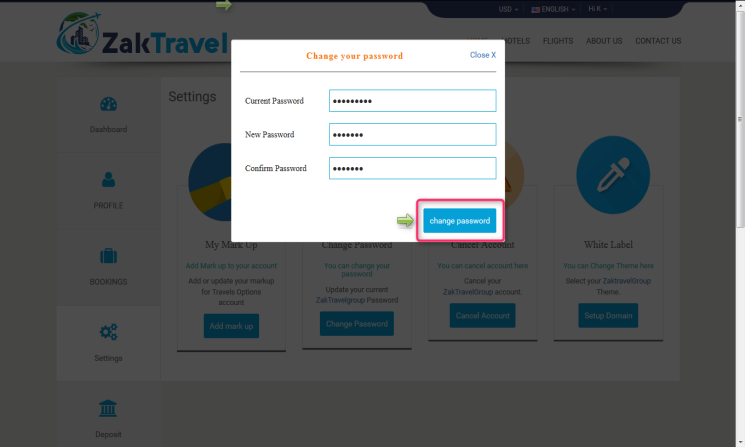 USD
ENGLISH
Hi K
ZakTravel
HOTELS
FLIGHTS
ABOUT US
CONTACT US
Change your password
Close X
Settings
Current Password
New Password
Confirm Password
change password
Dashboard
PROFILE
BOOKINGS
Settings
Deposit
My Mark Up
Add Mark up to your account
Add or update your markup
for Travels Options
account
Add mark up
Change Password
You can change your
password
Update your current
ZakTravelgroup Password
Change Password
Cancel Account
You can cancel account here
Cancel your
ZakTravelGroup account.
Cancel Account
White Label
You can Change Theme here
Select your ZaktravelGroup
Theme.
Setup Domain